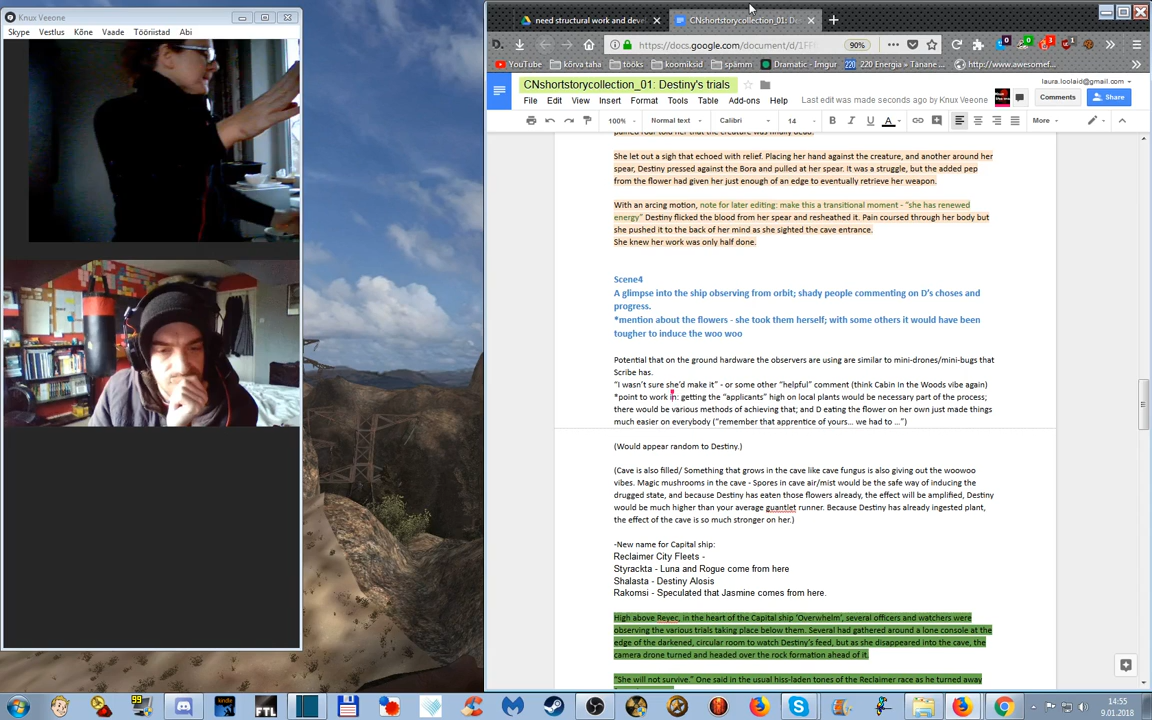 Knux Veeone
Skype Vestlus Kõne Vaade Tööriistad Abi
need structural work and deve
CNshortstorycollection_01: De
https://docs.google.com/document/d/1FF
90%
YouTube kõrva taha tööks koomiksid spämm Dramatic - Imgur 220 Energia • Tänane ... http://www.awesomef...
CNshortstorycollection_01: Destiny's trials
laura.loolaid@gmail.com
File Edit View Insert Format Tools Table Add-ons Help Last edit was made seconds ago by Knux Veeone
Comments Share
100% Normal text Calibri 14 B I U A More
She let out a sigh that echoed with relief. Placing her hand against the creature, and another around her
spear, Destiny pressed against the Bora and pulled at her spear. It was a struggle, but the added pep
from the flower had given her just enough of an edge to eventually retrieve her weapon.
With an arcing motion, note for later editing: make this a transitional moment - "she has renewed
energy" Destiny flicked the blood from her spear and resheathed it. Pain coursed through her body but
she pushed it to the back of her mind as she sighted the cave entrance.
She knew her work was only half done.
Scene4
A glimpse into the ship observing from orbit; shady people commenting on D's choses and
progress.
*mention about the flowers - she took them herself; with some others it would have been
tougher to induce the woo woo
Potential that on the ground hardware the observers are using are similar to mini-drones/mini-bugs that
Scribe has.
"I wasn't sure she'd make it" - or some other "helpful" comment (think Cabin In the Woods vibe again)
*point to work in: getting the "applicants" high on local plants would be necessary part of the process;
there would be various methods of achieving that; and D eating the flower on her own just made things
much easier on everybody ("remember that apprentice of yours... we had to ...")
(Would appear random to Destiny.)
(Cave is also filled/ Something that grows in the cave like cave fungus is also giving out the woowoo
vibes. Magic mushrooms in the cave - Spores in cave air/mist would be the safe way of inducing the
drugged state, and because Destiny has eaten those flowers already, the effect will be amplified, Destiny
would be much higher than your average guantlet runner. Because Destiny has already ingested plant,
the effect of the cave is so much stronger on her.)
-New name for Capital ship:
Reclaimer City Fleets -
Styrackta - Luna and Rogue come from here
Shalasta - Destiny Alosis
Rakomsi - Speculated that Jasmine comes from here.
High above Reyec, in the heart of the Capital ship 'Overwhelm', several officers and watchers were
observing the various trials taking place below them. Several had gathered around a lone console at the
edge of the darkened, circular room to watch Destiny's feed, but as she disappeared into the cave, the
camera drone turned and headed over the rock formation ahead of it.
"She will not survive." One said in the usual hiss-laden tones of the Reclaimer race as he turned away
99 kindle FTL
14:55
9.01.2018